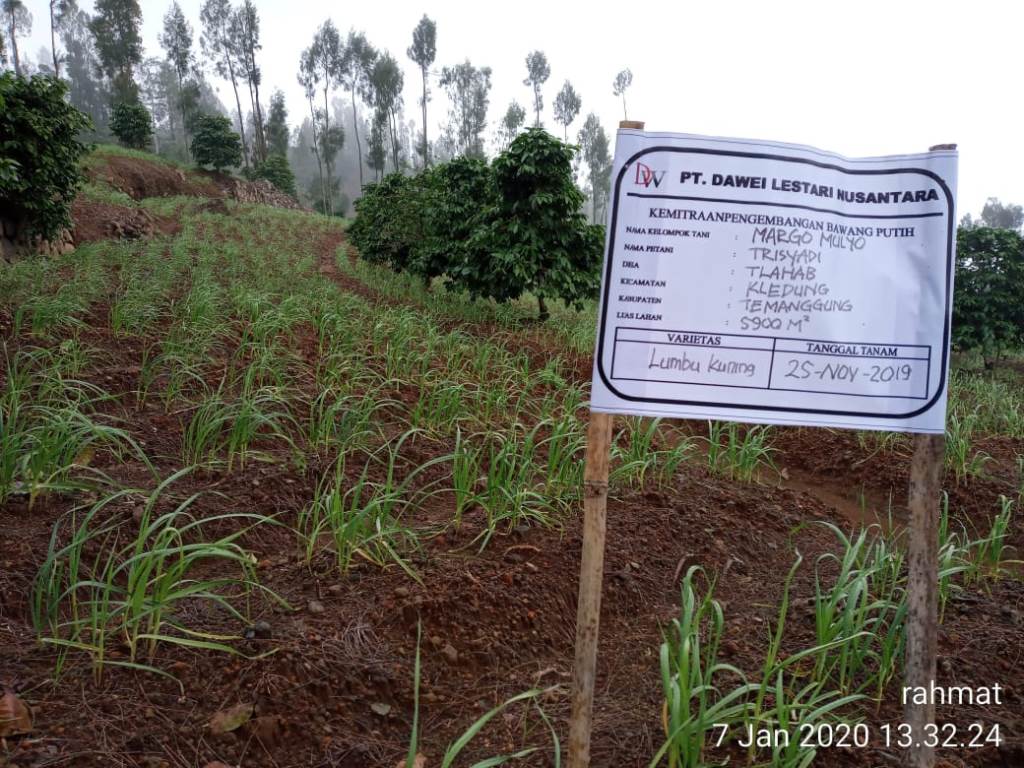 DW PT. DAWEI LESTARI NUSANTARA
KEMITRAANPENGEMBANGAN BAWANG PUTIH
NAMA KELOMPOK TANI : MARGO MULYO
NAMA PETANI : TRISYADI
DESA : TLAHAB
KECAMATAN : KLEDUNG
KABUPATEN : TEMANGGUNG
LUAS LAHAN : 5900 M²
VARIETAS TANGGAL TANAM
Lumbu Kuning 25-NOV-2019
rahmat
7 Jan 2020 13.32.24